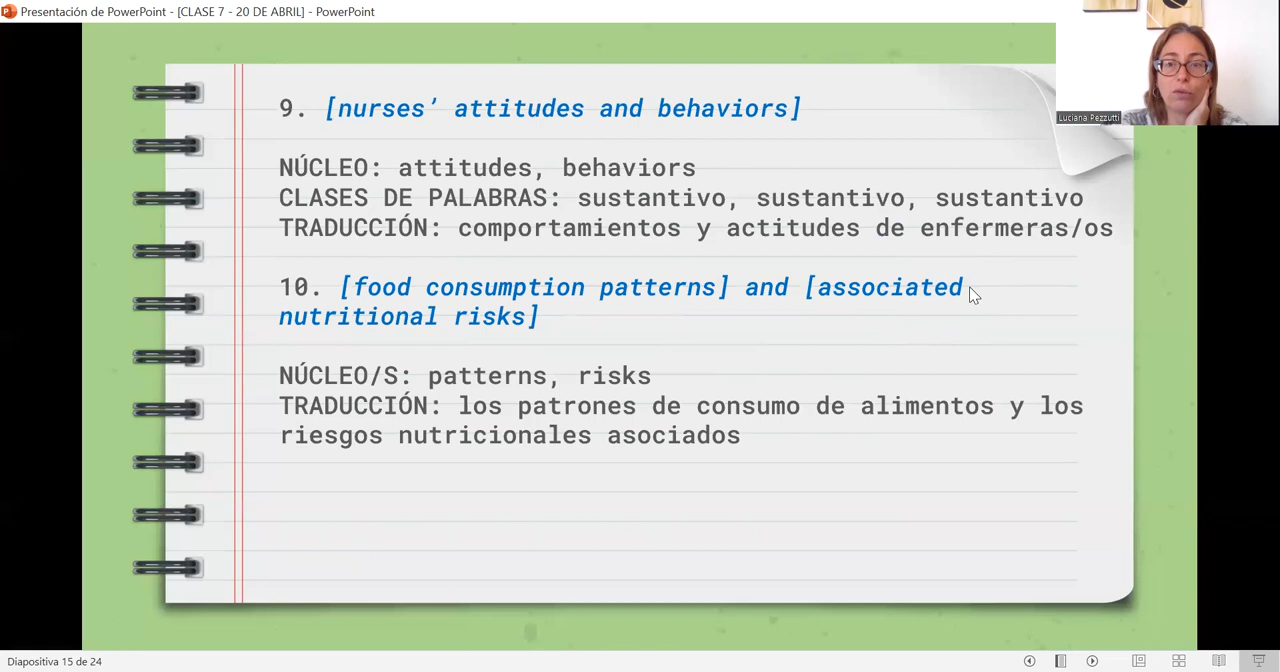 Presentación de PowerPoint - [CLASE 7 - 20 DE ABRIL] - PowerPoint
Luciana Pezzutti
9. [nurses’ attitudes and behaviors]
NÚCLEO: attitudes, behaviors
CLASES DE PALABRAS: sustantivo, sustantivo, sustantivo
TRADUCCIÓN: comportamientos y actitudes de enfermeras/os
10. [food consumption patterns] and [associated
nutritional risks]
NÚCLEO/S: patterns, risks
TRADUCCIÓN: los patrones de consumo de alimentos y los
riesgos nutricionales asociados
Diapositiva 15 de 24